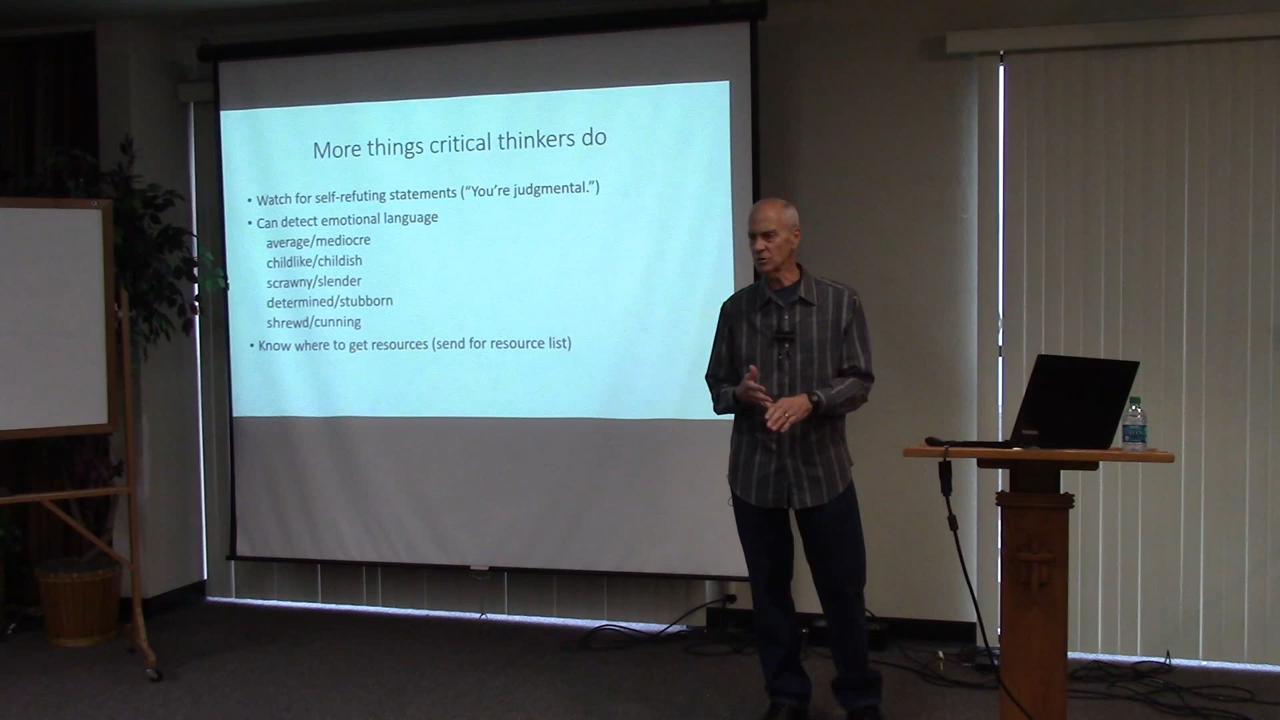 More things critical thinkers do
• Watch for self-refuting statements (“You’re judgmental.”)
• Can detect emotional language
average/mediocre
childlike/childish
scrawny/slender
determined/stubborn
shrewd/cunning
• Know where to get resources (send for resource list)